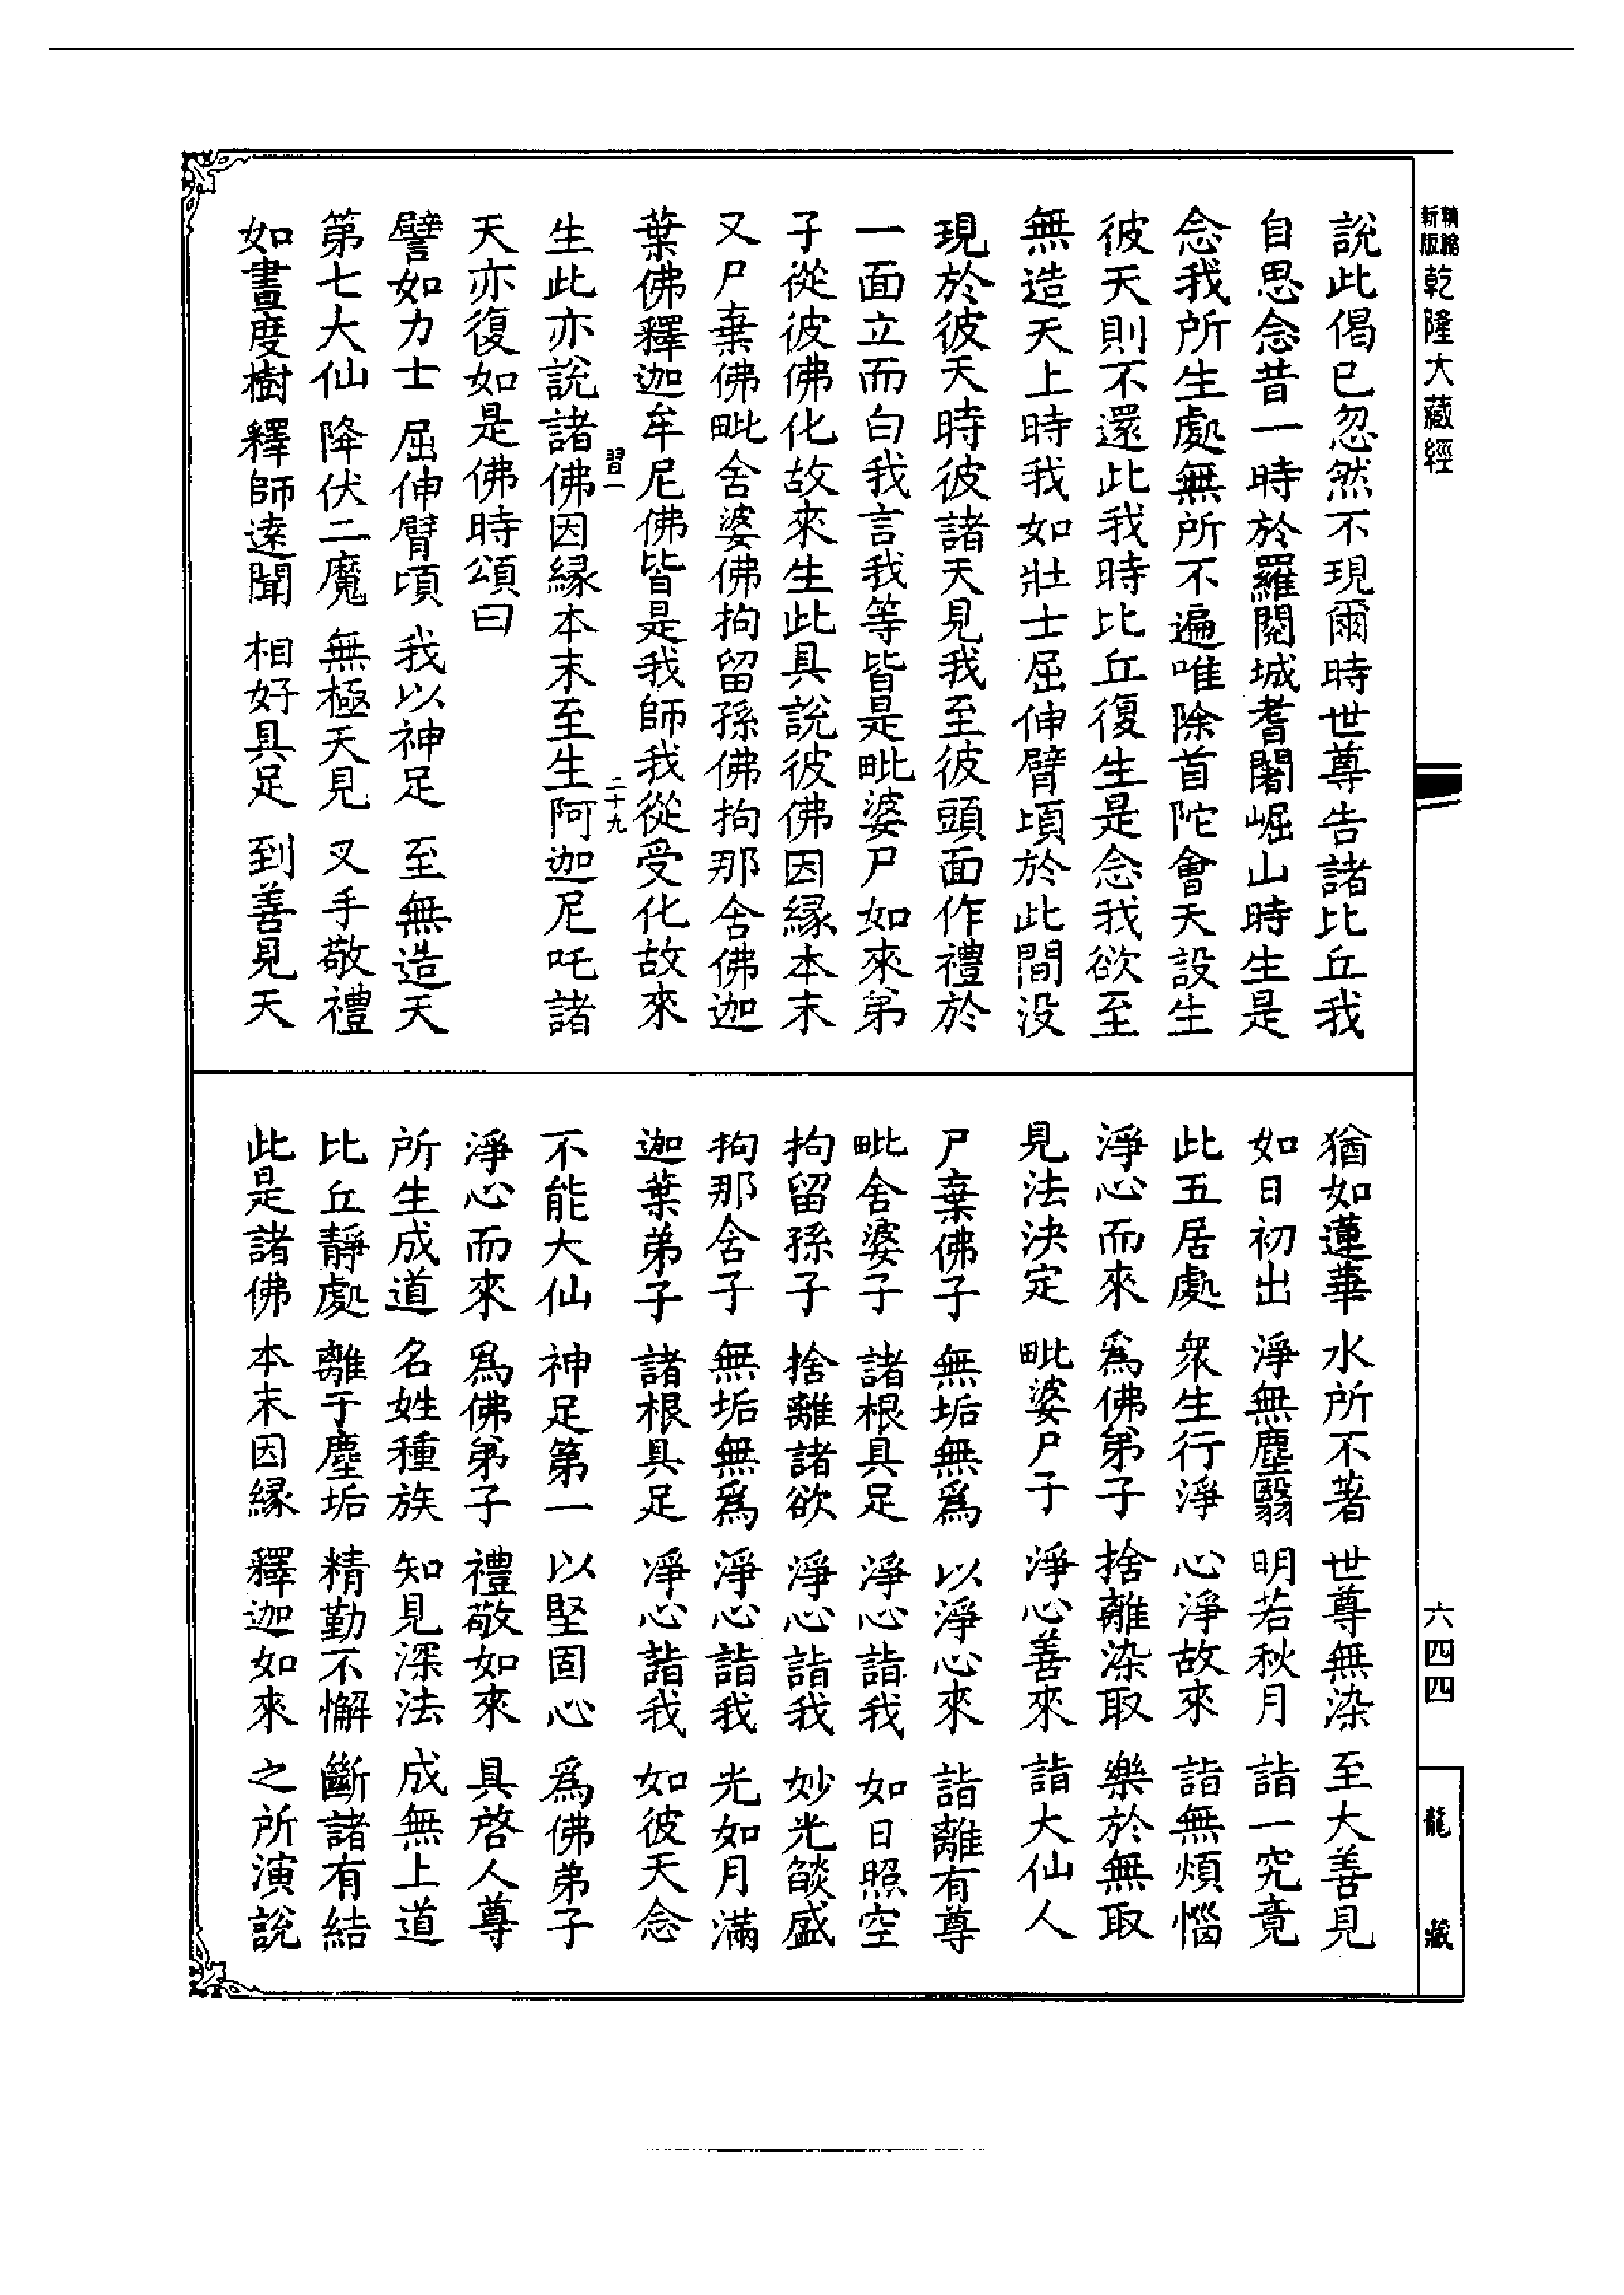 新版
精縮
乾隆大藏經
六四四
龍藏
說此偈已忽然不現爾時世尊告諸比丘我
自思念昔一時於羅閱城耆闍崛山時生是
念我所生處無所不遍唯除首陀會天設生
彼天則不還此我時比丘復生是念我欲至
無造天上時我如壯士屈伸臂頃於此間没
現於彼天時彼諸天見我至彼頭面作禮於
一面立而白我言我等皆是毗婆尸如來弟
子從彼佛化故來生此具說彼佛因緣本末
又尸棄佛毗舍婆佛拘留孫佛拘那舍佛迦
葉佛釋迦牟尼佛皆是我師我從受化故來
習一
二十九
生此亦說諸佛因緣本末至生阿迦尼吒諸
天亦復如是佛時頌曰
譬如力士 屈伸臂頃 我以神足 至無造天
第七大仙 降伏二魔 無極天見 叉手敬禮
如晝度樹 釋師遠聞 相好具足 到善見天
猶如蓮華 水所不著 世尊無染 至大善見
如日初出 淨無塵翳 明若秋月 詣一究竟
此五居處 衆生行淨 心淨故來 詣無煩惱
淨心而來 爲佛弟子 捨離染取 樂於無取
見法決定 毗婆尸子 淨心善來 詣大仙人
尸棄佛子 無垢無爲 以淨心來 詣離有尊
毗舍婆子 諸根具足 淨心詣我 如日照空
拘留孫子 捨離諸欲 淨心詣我 妙光燄盛
拘那舍子 無垢無爲 淨心詣我 光如月滿
迦葉弟子 諸根具足 淨心詣我 如彼天念
不能大仙 神足第一 以堅固心 爲佛弟子
淨心而來 爲佛弟子 禮敬如來 具啓人尊
所生成道 名姓種族 知見深法 成無上道
比丘靜處 離于塵垢 精勤不懈 斷諸有結
此是諸佛 本末因緣 釋迦如來 之所演說